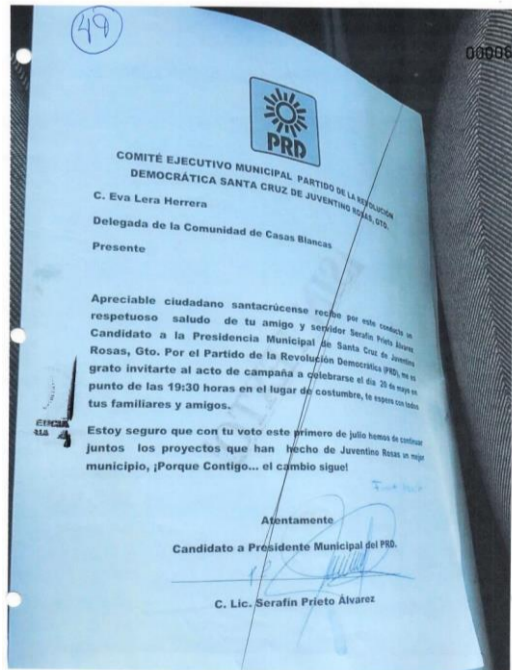 49
00006
PRD
COMITÉ EJECUTIVO MUNICIPAL PARTIDO DE LA REVOLUCIÓN
DEMOCRÁTICA SANTA CRUZ DE JUVENTINO ROSAS, GTO.
C. Eva Lera Herrera
Delegada de la Comunidad de Casas Blancas
Presente
Apreciable ciudadano santacrúcense recibe por este conducto un
respetuoso saludo de tu amigo y servidor Serafín Prieto Álvarez
Candidato a la Presidencia Municipal de Santa Cruz de Juventino
Rosas, Gto. Por el Partido de la Revolución Democrática (PRD), me es
grato invitarte al acto de campaña a celebrarse el día 20 de mayo en
punto de las 19:30 horas en el lugar de costumbre, te espero con todos
tus familiares y amigos.
Estoy seguro que con tu voto este primero de julio hemos de continuar
juntos los proyectos que han hecho de Juventino Rosas un mejor
municipio, ¡Porque Contigo... el cambio sigue!
Atentamente
Candidato a Presidente Municipal del PRD.
C. Lic. Serafín Prieto Álvarez